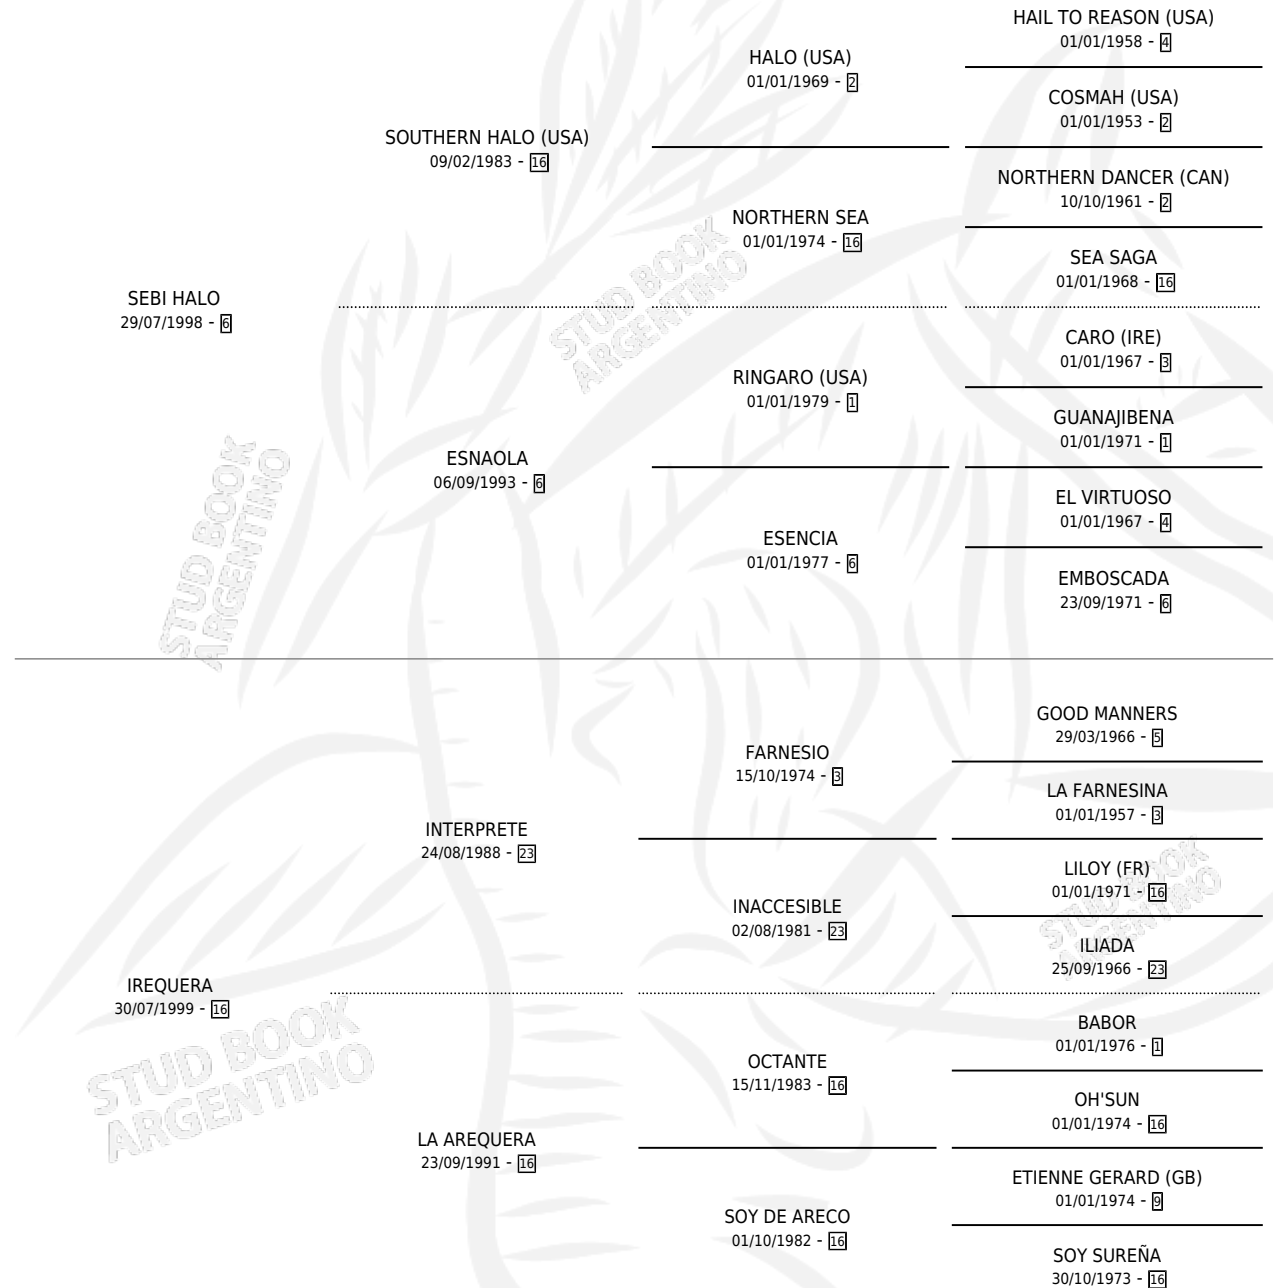 HAIL TO REASON (USA)
01/01/1958 - 4
HALO (USA)
01/01/1969 - 2
COSMAH (USA)
01/01/1953 - 2
SOUTHERN HALO (USA)
09/02/1983 - 16
NORTHERN DANCER (CAN)
10/10/1961 - 2
NORTHERN SEA
01/01/1974 - 16
SEA SAGA
01/01/1968 - 16
SEBI HALO
29/07/1998 - 6
CARO (IRE)
01/01/1967 - 3
RINGARO (USA)
01/01/1979 - 1
GUANAJIBENA
01/01/1971 - 1
ESNAOLA
06/09/1993 - 6
EL VIRTUOSO
01/01/1967 - 4
ESENCIA
01/01/1977 - 6
EMBOSCADA
23/09/1971 - 6
GOOD MANNERS
29/03/1966 - 5
FARNESIO
15/10/1974 - 3
LA FARNESINA
01/01/1957 - 3
INTERPRETE
24/08/1988 - 23
LILOY (FR)
01/01/1971 - 16
INACCESIBLE
02/08/1981 - 23
ILIADA
25/09/1966 - 23
IREQUERA
30/07/1999 - 16
BABOR
01/01/1976 - 1
OCTANTE
15/11/1983 - 16
OH'SUN
01/01/1974 - 16
LA AREQUERA
23/09/1991 - 16
ETIENNE GERARD (GB)
01/01/1974 - 9
SOY DE ARECO
01/10/1982 - 16
SOY SUREÑA
30/10/1973 - 16
STUD BOOK
ARGENTINO
STUD BOOK
ARGENTINO
STUD BOOK
ARGENTINO
STUD BOOK
ARGENTINO